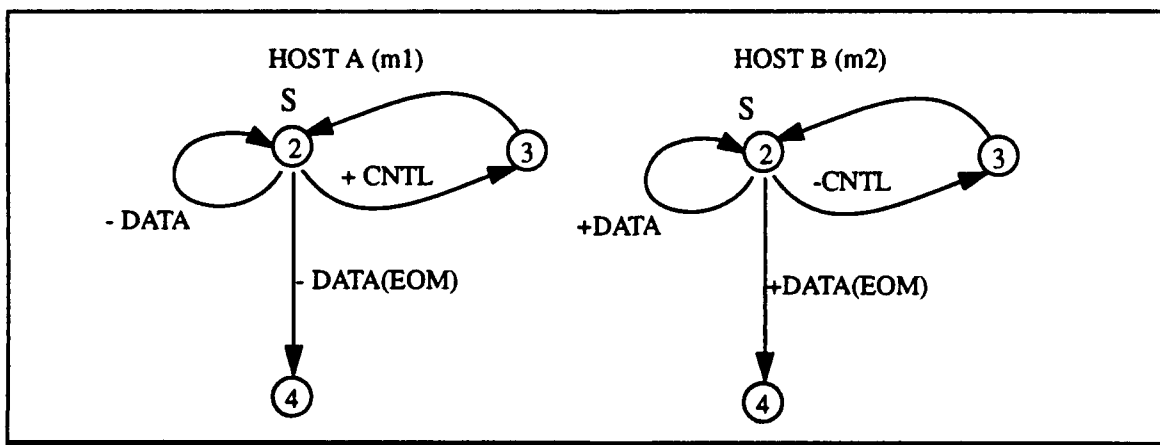 HOST A (m1)
S
2
3
+ CNTL
- DATA
- DATA(EOM)
4
HOST B (m2)
S
2
3
-CNTL
+DATA
+DATA(EOM)
4